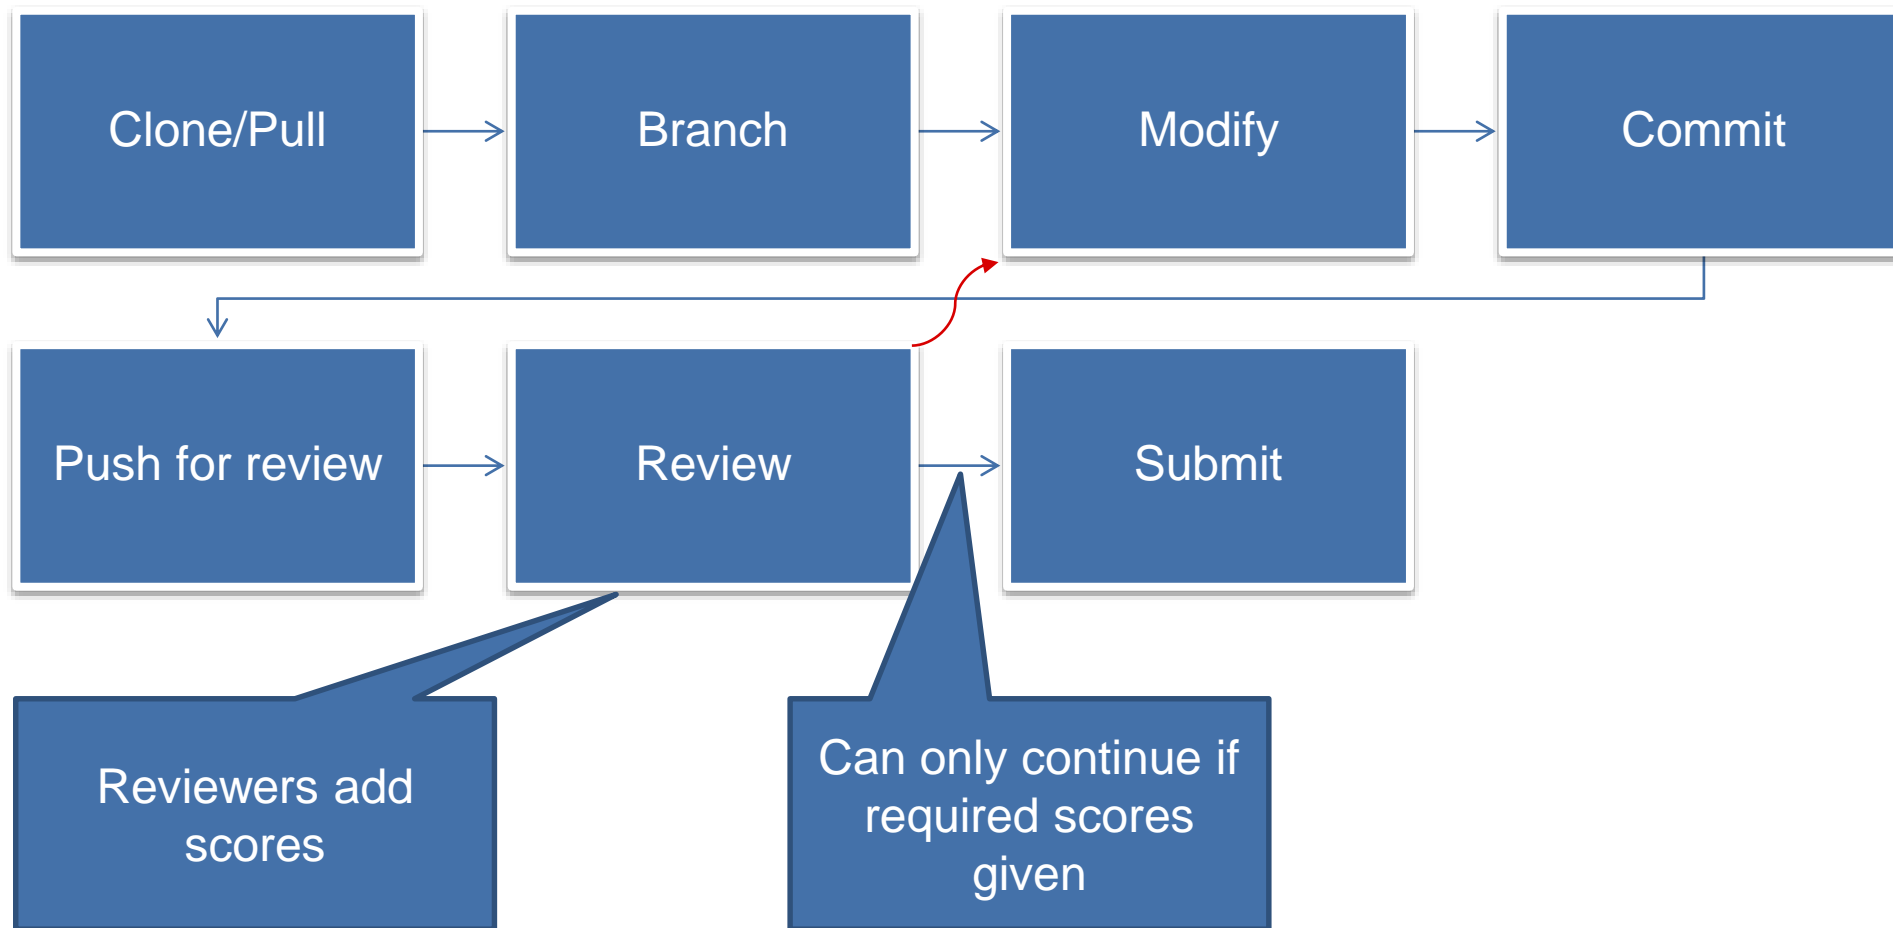 Clone/Pull
Branch
Modify
Commit
Push for review
Review
Submit
Reviewers add
scores
Can only continue if
required scores
given